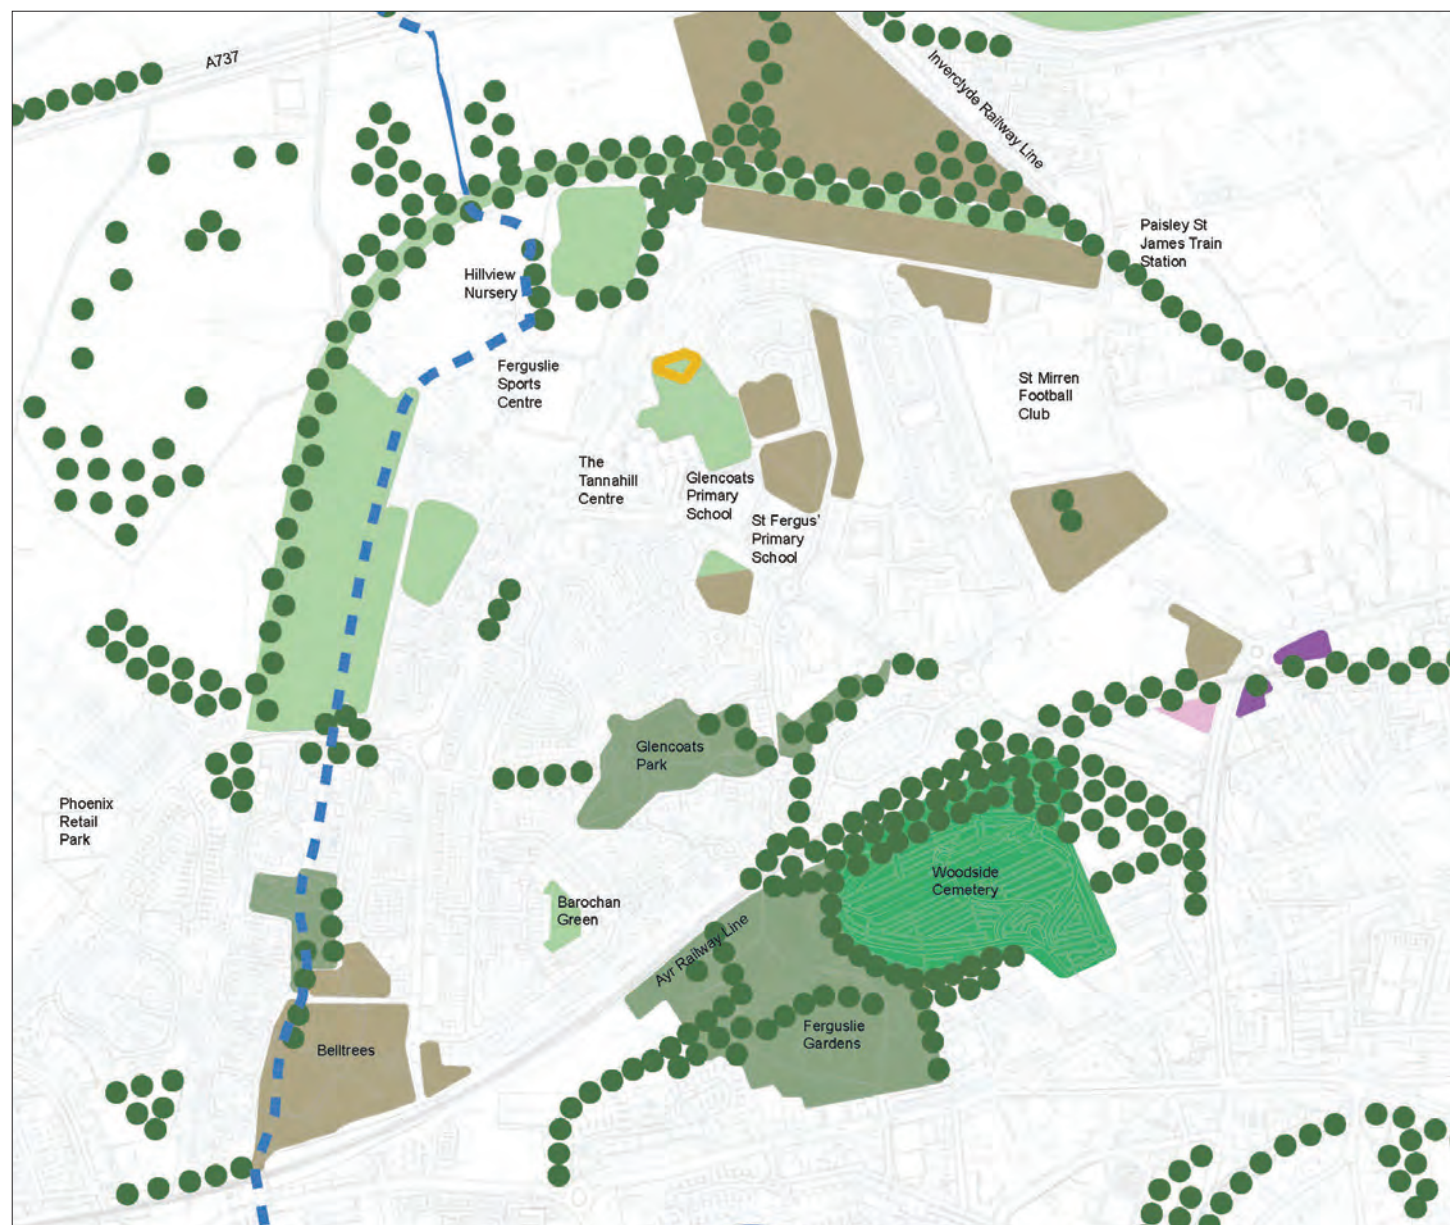 A737
Inverclyde Railway Line
Paisley St
James Train
Station
Hillview
Nursery
Ferguslie
Sports
Centre
St Mirren
Football
Club
The
Tannahill
Centre
Glencoats
Primary
School
St Fergus'
Primary
School
Glencoats
Park
Phoenix
Retail
Park
Barochan
Green
Woodside
Cemetery
Ayr Railway Line
Ferguslie
Gardens
Belltrees